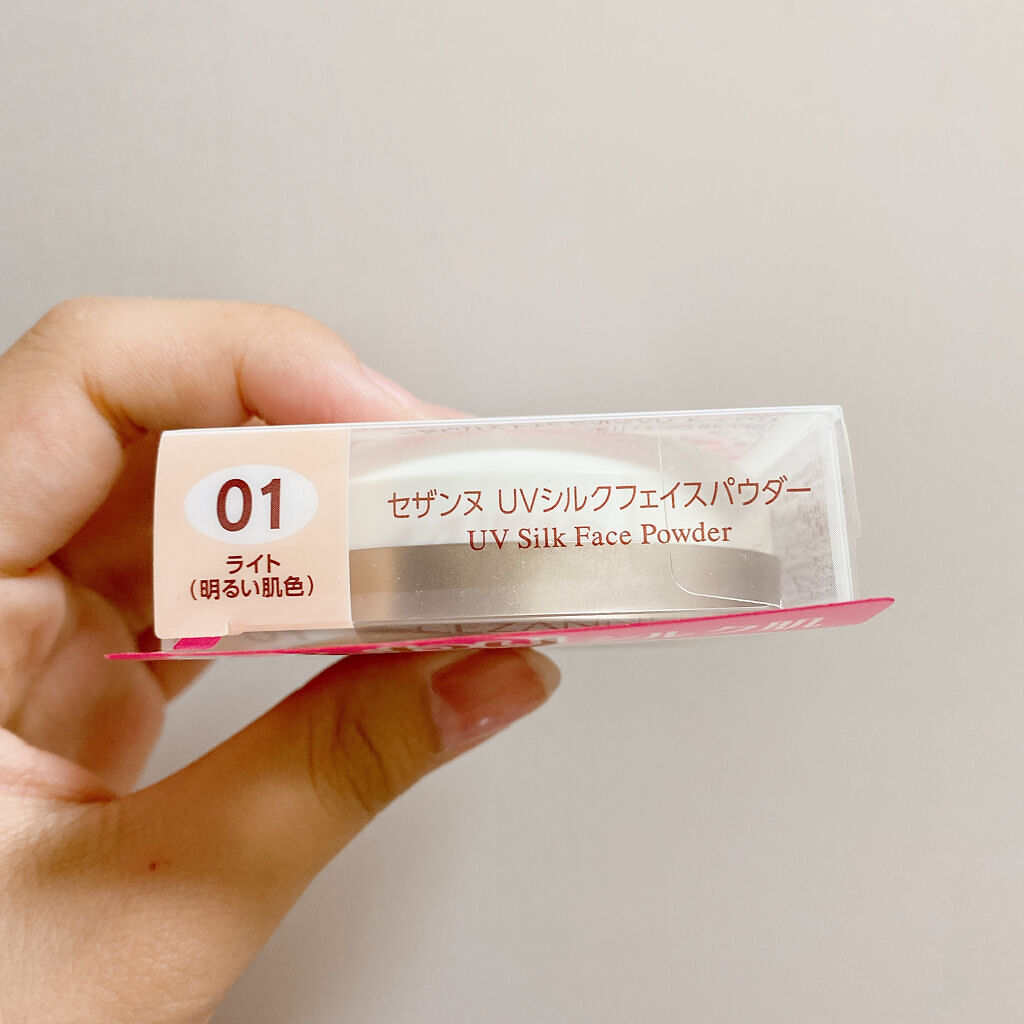 01
ライト
(明るい肌色)
セザンヌ UVシルクフェイスパウダー
UV Silk Face Powder